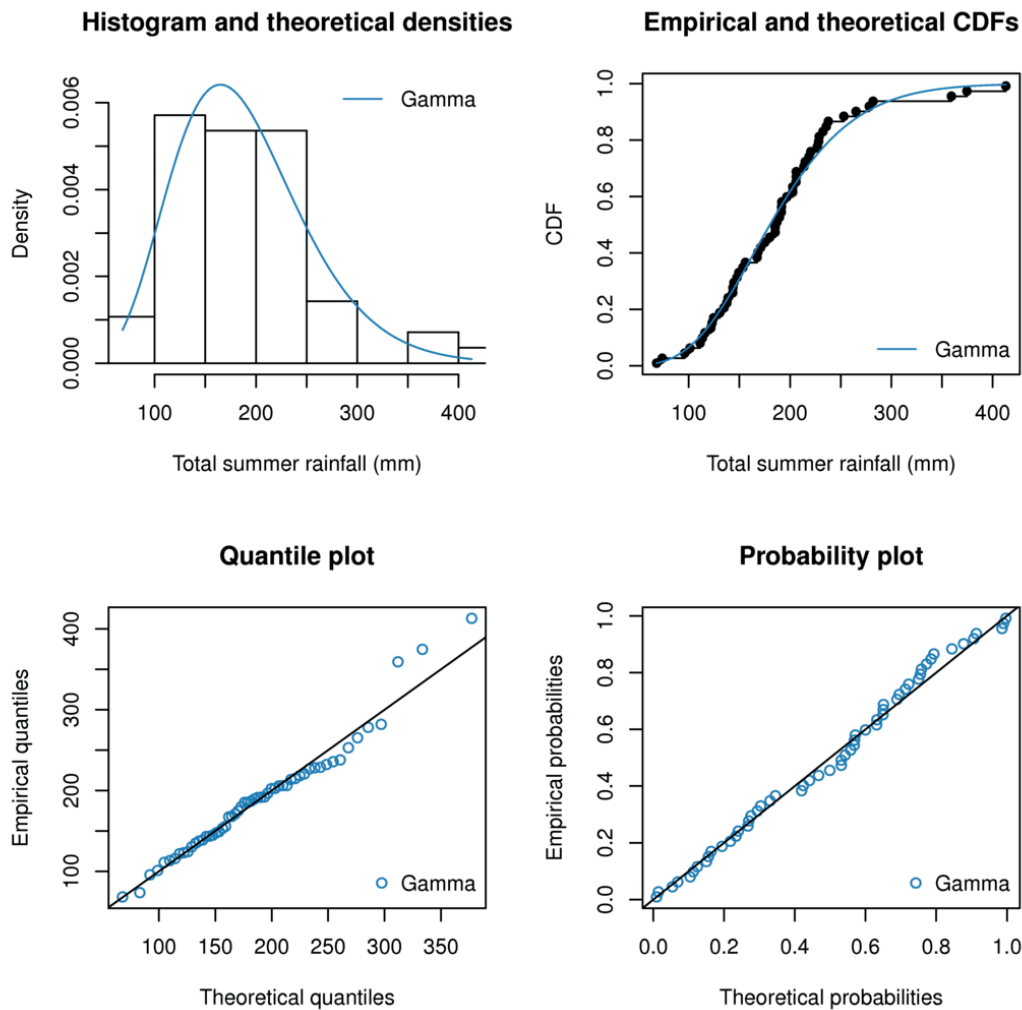 Histogram and theoretical densities
Density
0.000
0.002
0.004
0.006
Gamma
100
200
300
400
Total summer rainfall (mm)
Empirical and theoretical CDFs
CDF
0.0
0.2
0.4
0.6
0.8
1.0
Gamma
100
200
300
400
Total summer rainfall (mm)
Quantile plot
Empirical quantiles
100
200
300
400
Gamma
100
150
200
250
300
350
Theoretical quantiles
Probability plot
Empirical probabilities
0.0
0.2
0.4
0.6
0.8
1.0
Gamma
0.0
0.2
0.4
0.6
0.8
1.0
Theoretical probabilities